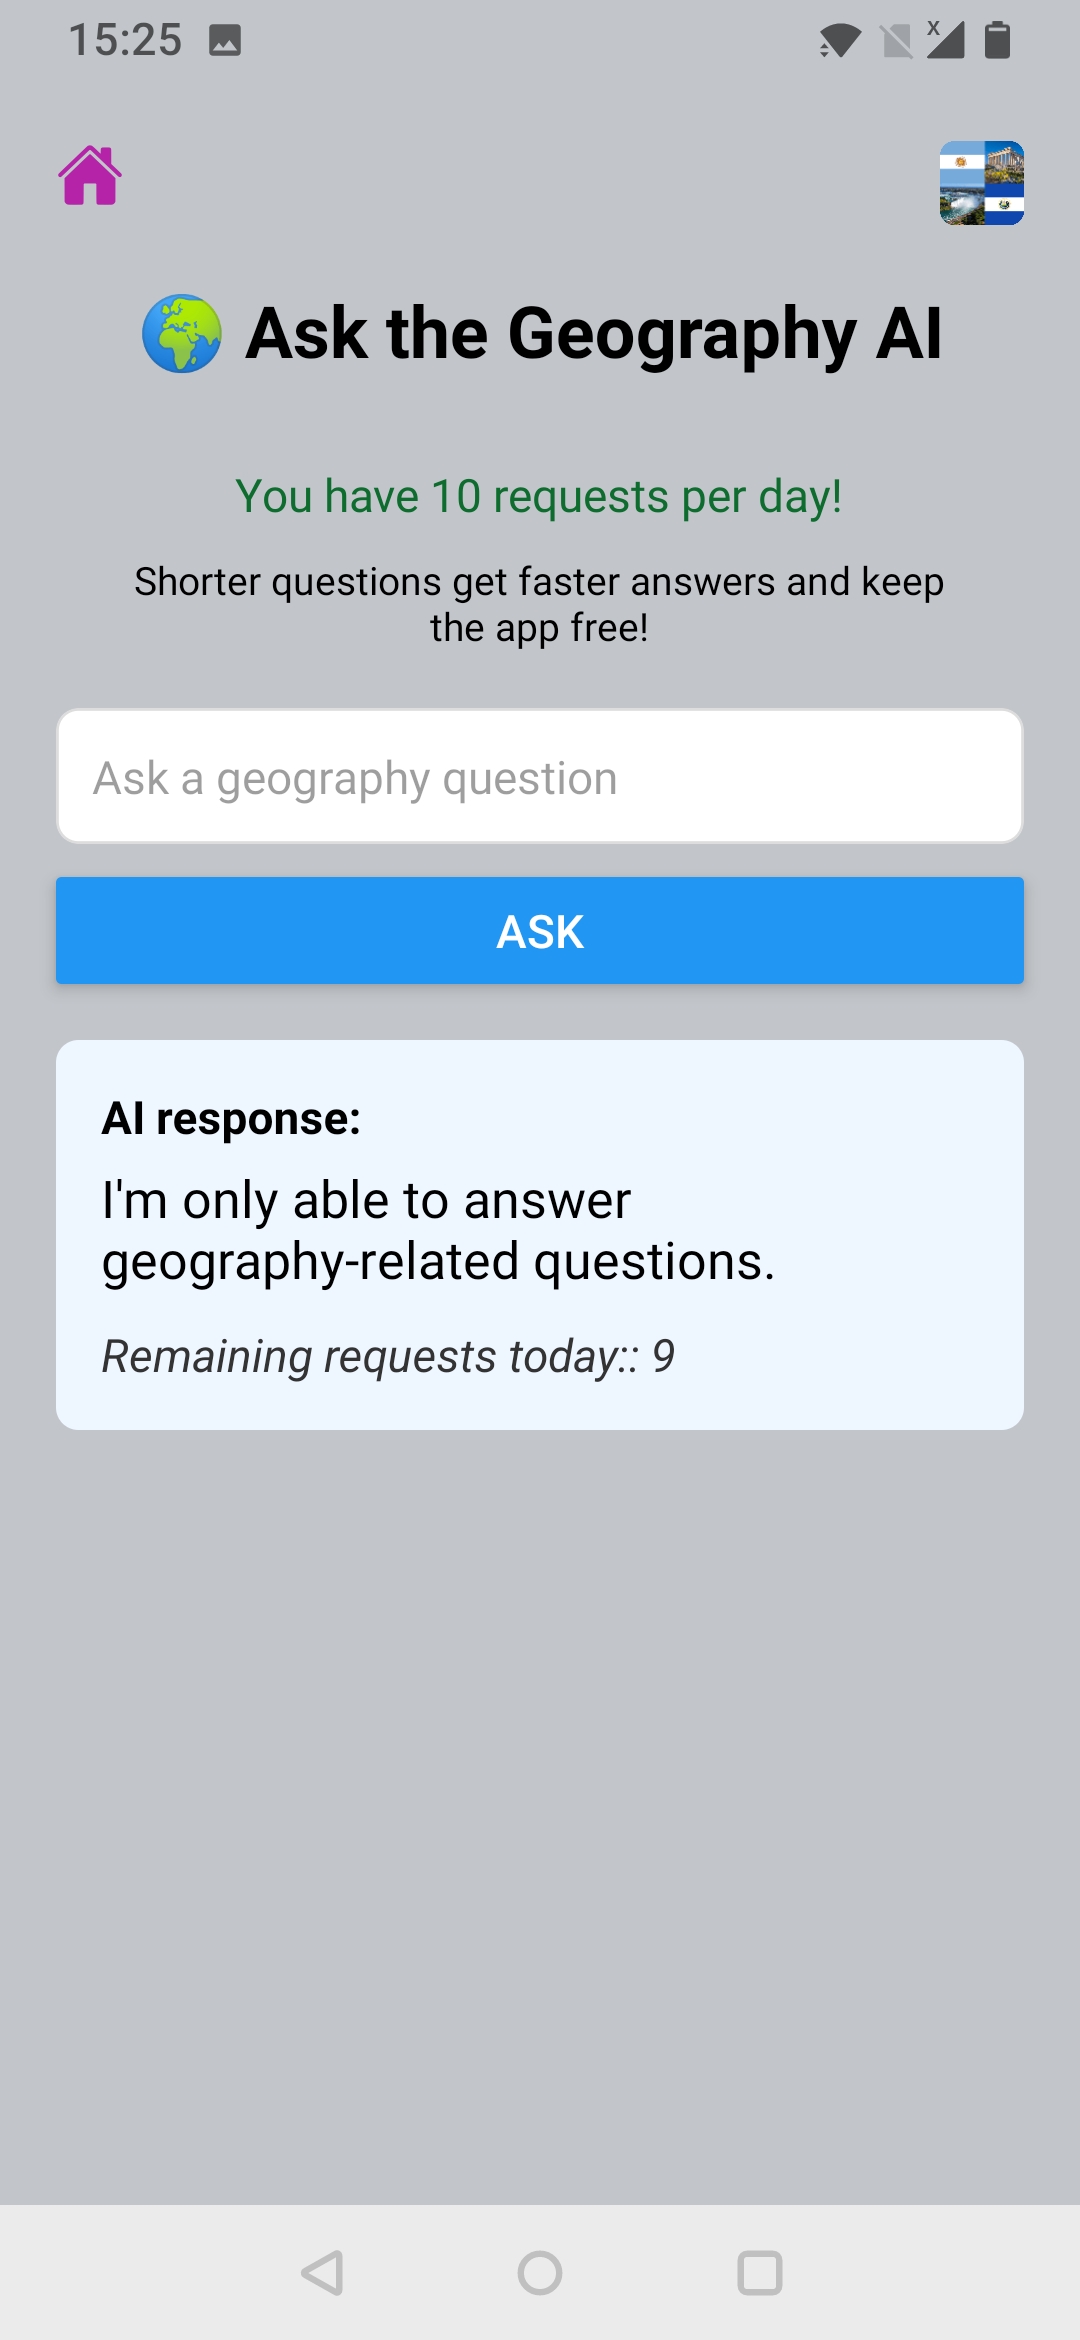 15:25
Ask the Geography AI
You have 10 requests per day!
Shorter questions get faster answers and keep
the app free!
Ask a geography question
ASK
AI response:
I'm only able to answer
geography-related questions.
Remaining requests today:: 9